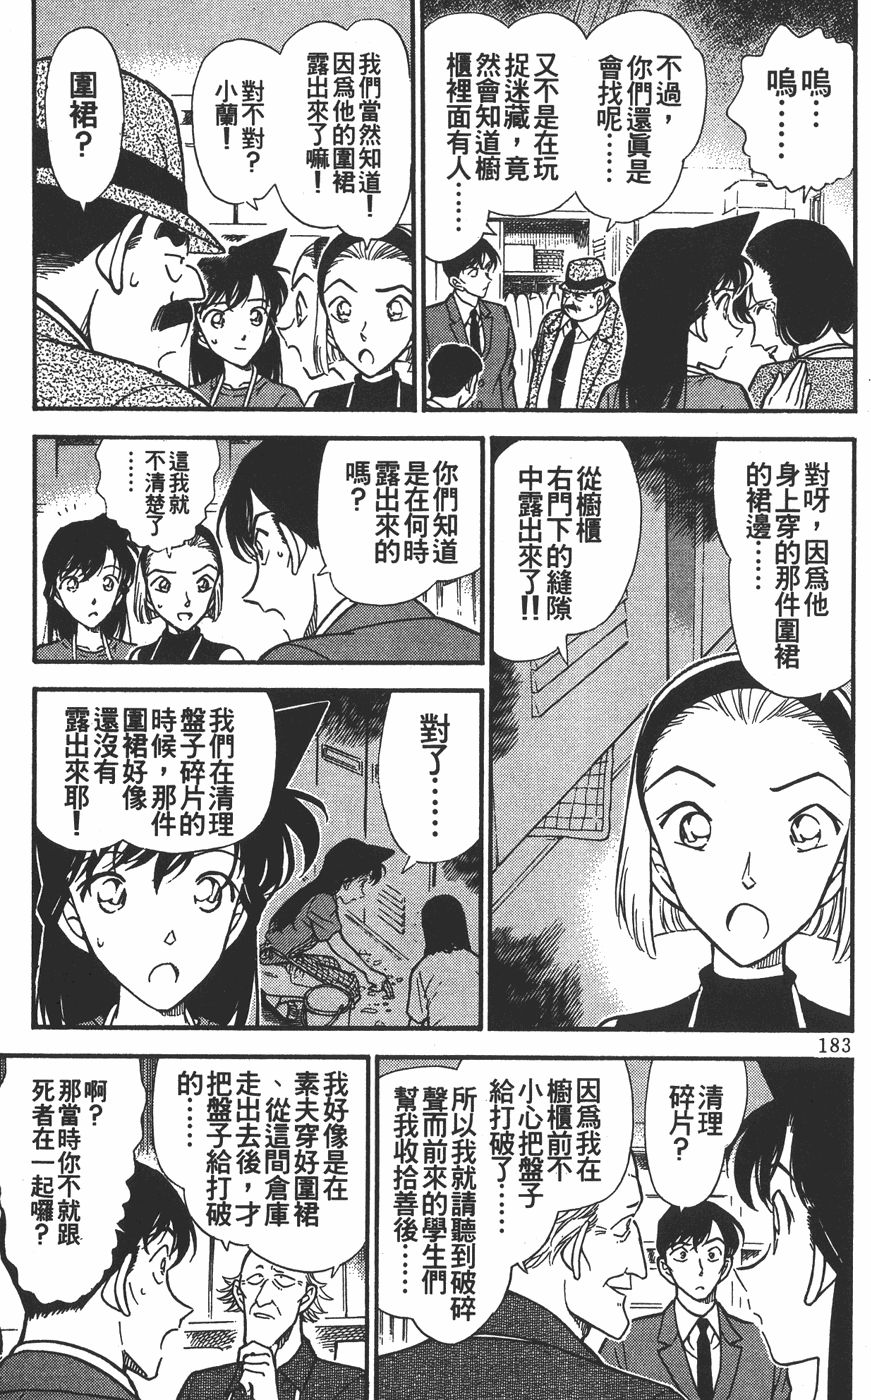 嗚…
嗚……
不過，
你們還真是
會找呢……
又不是在玩
捉迷藏，竟
然會知道櫥
櫃裡面有人……
我們當然知道！
因為他的圍裙
露出來了嘛！
對不對？
小蘭！
圍裙？
對呀，因為他
身上穿的那件圍裙
的裙邊……
從櫥櫃
右門下的縫隙
中露出來了!!
你們知道
是在何時
露出來的
嗎？
這我就
不清楚了
……
對了……
我們在清理
盤子碎片的
時候，那件
圍裙好像
還沒有
露出來耶！
183
清理
碎片？
因為我在
櫥櫃前不
小心把盤子
給打破了……
所以我就請聽到破碎
聲而前來的學生們
幫我收拾善後……
我好像是在
素夫穿好圍裙
、從這間倉庫
走出去後，才
把盤子給打破
的……
啊？
那當時你不就跟
死者在一起囉？